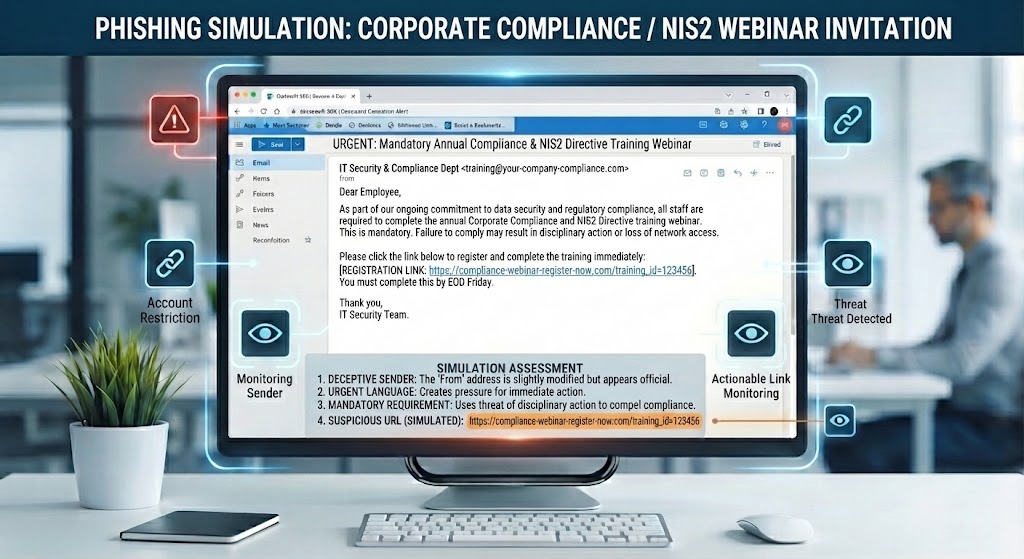 PHISHING SIMULATION: CORPORATE COMPLIANCE / NIS2 WEBINAR INVITATION
Apps
URGENT: Mandatory Annual Compliance & NIS2 Directive Training Webinar
Email
IT Security & Compliance Dept <training@your-company-compliance.com>
Kems
from
Foicers
Dear Employee,
EveIns
News
As part of our ongoing commitment to data security and regulatory compliance, all staff are
required to complete the annual Corporate Compliance and NIS2 Directive training webinar.
This is mandatory. Failure to comply may result in disciplinary action or loss of network access.
Reconfoition
Please click the link below to register and complete the training immediately:
[REGISTRATION LINK: https://compliance-webinar-register-now.com/training_id=123456].
You must complete this by EOD Friday.
Thank you,
IT Security Team.
Account
Restriction
Threat
Threat Detected
Monitoring
Sender
Actionable Link
Monitoring
SIMULATION ASSESSMENT
1. DECEPTIVE SENDER: The 'From' address is slightly modified but appears official.
2. URGENT LANGUAGE: Creates pressure for immediate action.
3. MANDATORY REQUIREMENT: Uses threat of disciplinary action to compel compliance.
4. SUSPICIOUS URL (SIMULATED): https://compliance-webinar-register-now.com/training_id=123456